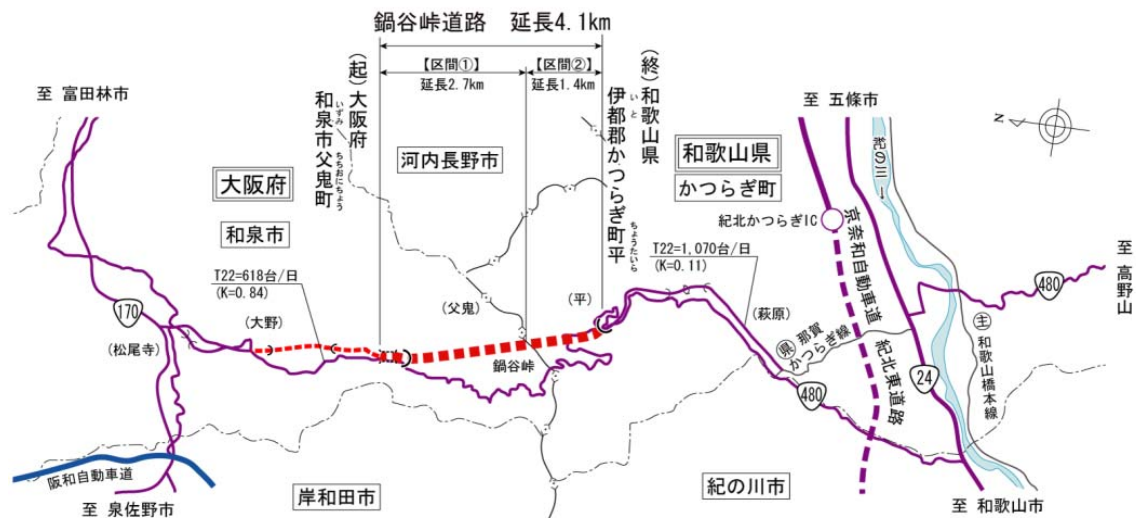 鍋谷峠道路 延長4.1km
【区間①】
延長2.7km
【区間②】
延長1.4km
(起)大阪府
和泉市父鬼町
いずみ
ちちおにちょう
(終)和歌山県
伊都郡かつらぎ町平
いと
ちょうたいら
至 富田林市
大阪府
和泉市
河内長野市
和歌山県
かつらぎ町
至 五條市
紀の川
N
紀北かつらぎIC
京奈和自動車道
紀北東道路
至 高野山
480
T22=618台/日
(K=0.84)
T22=1,070台/日
(K=0.11)
170
(大野)
(松尾寺)
(父鬼)
(平)
鍋谷峠
(萩原)
県 那賀
かつらぎ線
480
24
主 和歌山橋本線
阪和自動車道
至 泉佐野市
岸和田市
紀の川市
至 和歌山市